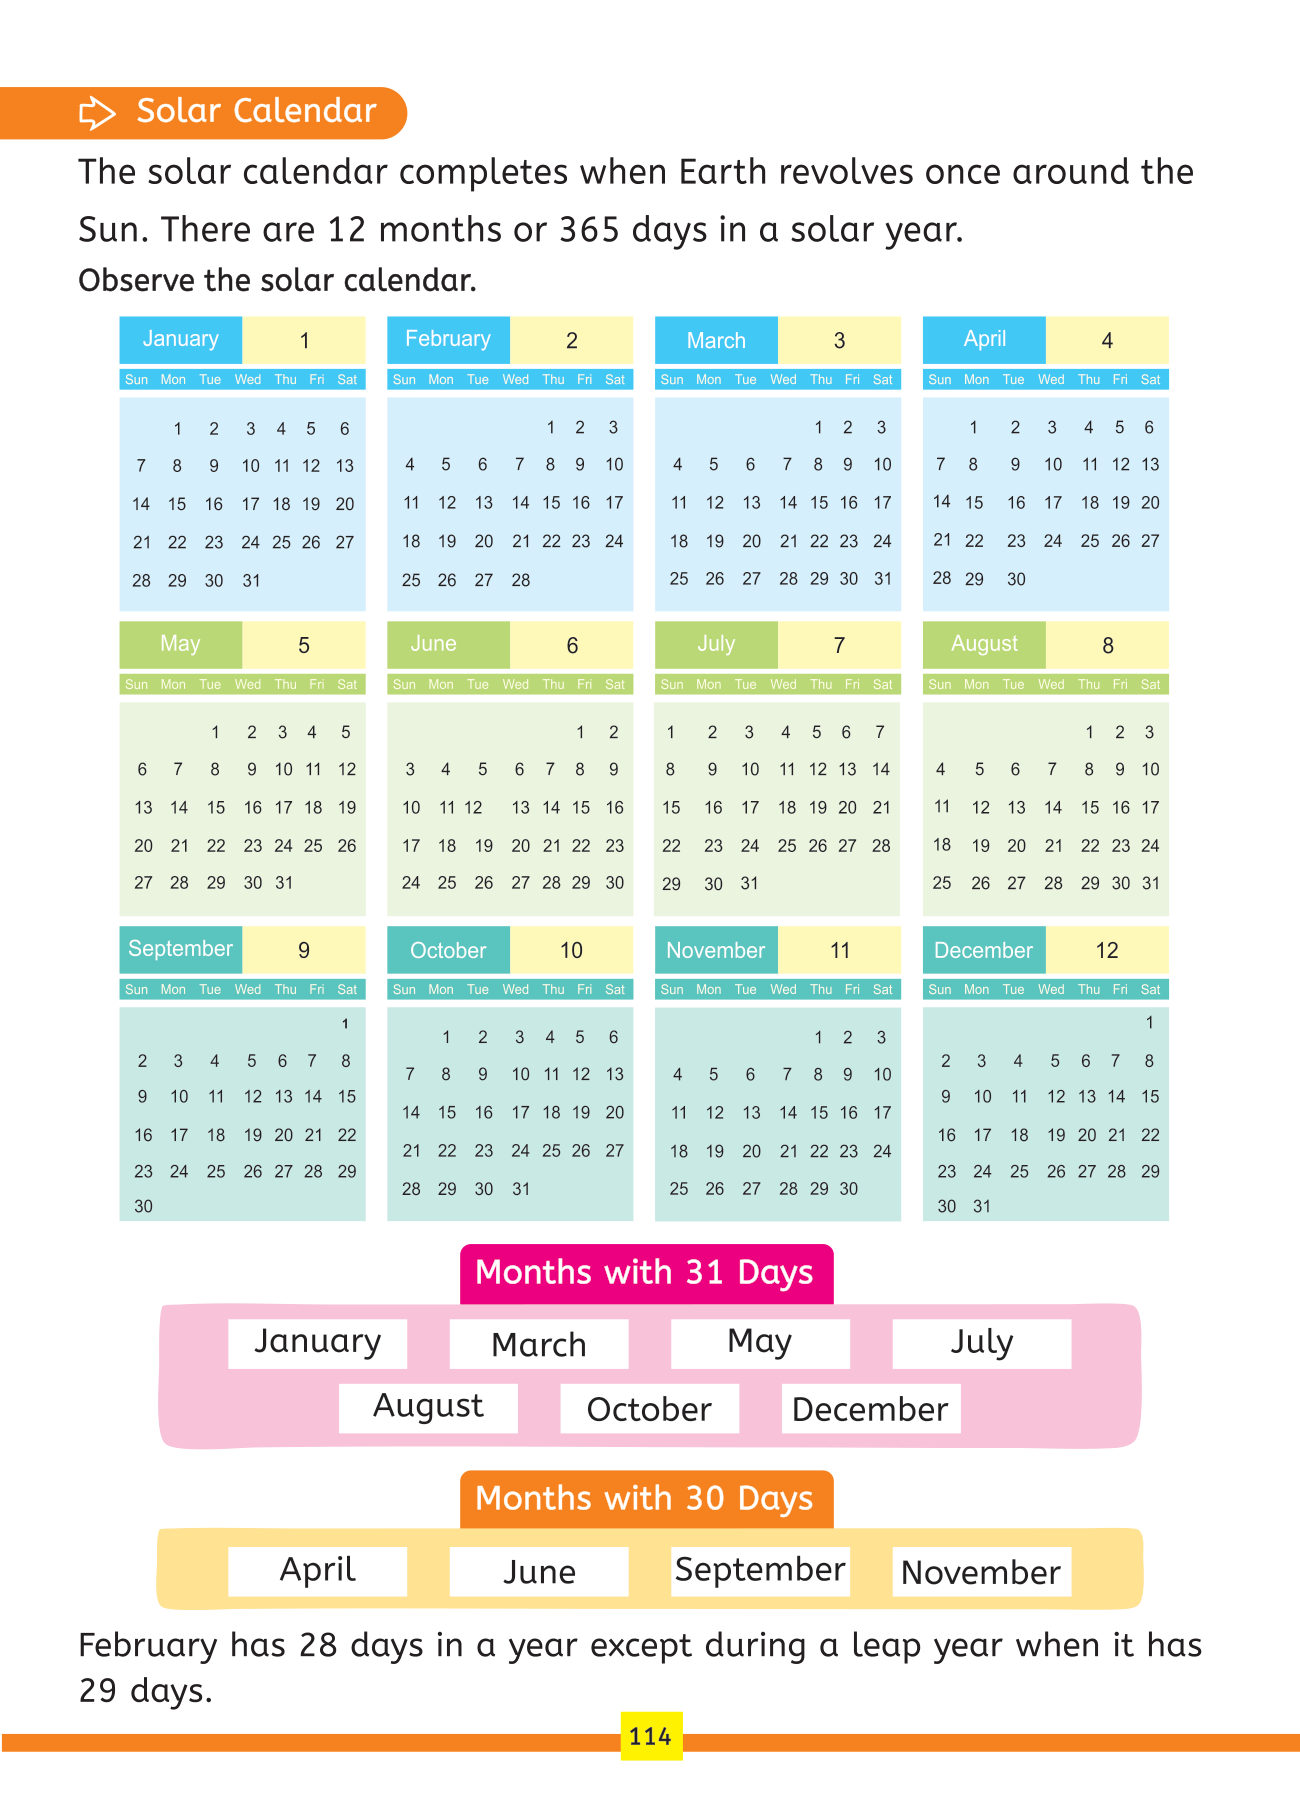 Solar Calendar
The solar calendar completes when Earth revolves once around the
Sun. There are 12 months or 365 days in a solar year.
Observe the solar calendar.
January 1
Sun Mon Tue Wed Thu Fri Sat
1 2 3 4 5 6
7 8 9 10 11 12 13
14 15 16 17 18 19 20
21 22 23 24 25 26 27
28 29 30 31
February 2
Sun Mon Tue Wed Thu Fri Sat
1 2 3
4 5 6 7 8 9 10
11 12 13 14 15 16 17
18 19 20 21 22 23 24
25 26 27 28
March 3
Sun Mon Tue Wed Thu Fri Sat
1 2 3
4 5 6 7 8 9 10
11 12 13 14 15 16 17
18 19 20 21 22 23 24
25 26 27 28 29 30 31
April 4
Sun Mon Tue Wed Thu Fri Sat
1 2 3 4 5 6
7 8 9 10 11 12 13
14 15 16 17 18 19 20
21 22 23 24 25 26 27
28 29 30
May 5
Sun Mon Tue Wed Thu Fri Sat
1 2 3 4 5
6 7 8 9 10 11 12
13 14 15 16 17 18 19
20 21 22 23 24 25 26
27 28 29 30 31
June 6
Sun Mon Tue Wed Thu Fri Sat
1 2
3 4 5 6 7 8 9
10 11 12 13 14 15 16
17 18 19 20 21 22 23
24 25 26 27 28 29 30
July 7
Sun Mon Tue Wed Thu Fri Sat
1 2 3 4 5 6 7
8 9 10 11 12 13 14
15 16 17 18 19 20 21
22 23 24 25 26 27 28
29 30 31
August 8
Sun Mon Tue Wed Thu Fri Sat
1 2 3
4 5 6 7 8 9 10
11 12 13 14 15 16 17
18 19 20 21 22 23 24
25 26 27 28 29 30 31
September 9
Sun Mon Tue Wed Thu Fri Sat
1
2 3 4 5 6 7 8
9 10 11 12 13 14 15
16 17 18 19 20 21 22
23 24 25 26 27 28 29
30
October 10
Sun Mon Tue Wed Thu Fri Sat
1 2 3 4 5 6
7 8 9 10 11 12 13
14 15 16 17 18 19 20
21 22 23 24 25 26 27
28 29 30 31
November 11
Sun Mon Tue Wed Thu Fri Sat
1 2 3
4 5 6 7 8 9 10
11 12 13 14 15 16 17
18 19 20 21 22 23 24
25 26 27 28 29 30
December 12
Sun Mon Tue Wed Thu Fri Sat
1
2 3 4 5 6 7 8
9 10 11 12 13 14 15
16 17 18 19 20 21 22
23 24 25 26 27 28 29
30 31
Months with 31 Days
January March May July
August October December
Months with 30 Days
April June September November
February has 28 days in a year except during a leap year when it has
29 days.
114